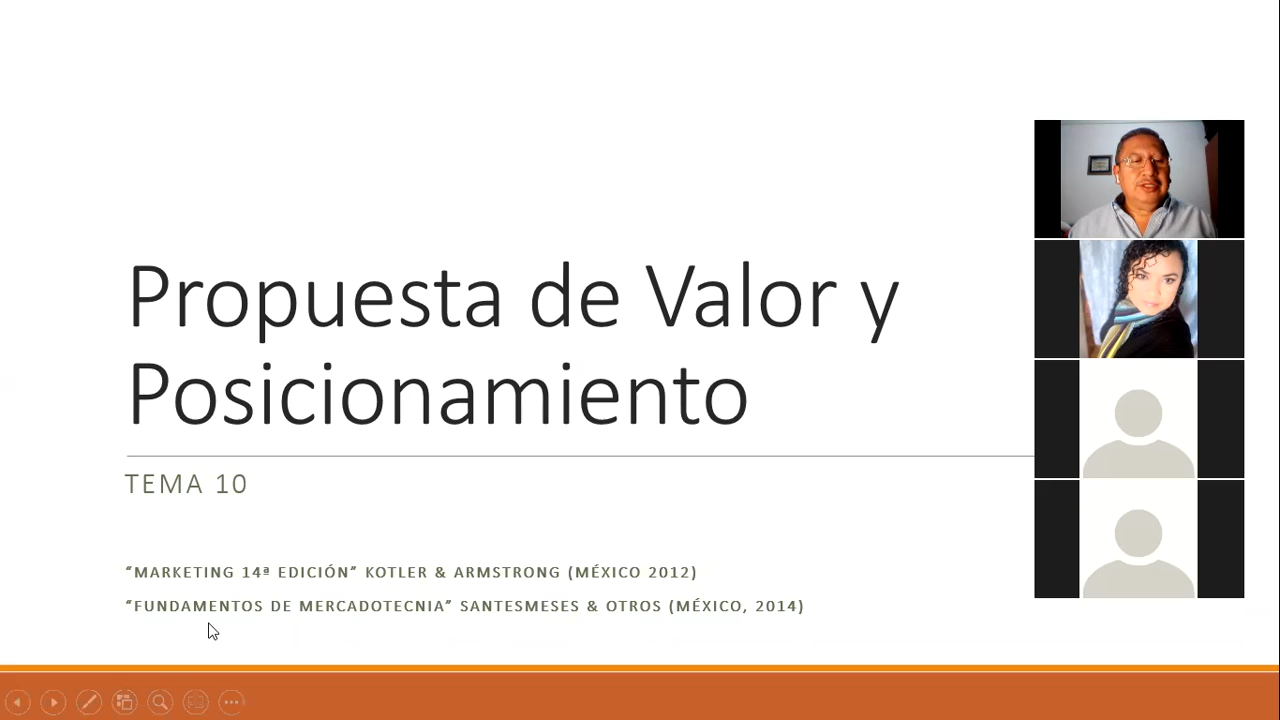 Propuesta de Valor y
Posicionamiento
TEMA 10
“MARKETING 14ª EDICIÓN” KOTLER & ARMSTRONG (MÉXICO 2012)
“FUNDAMENTOS DE MERCADOTECNIA” SANTESMESES & OTROS (MÉXICO, 2014)